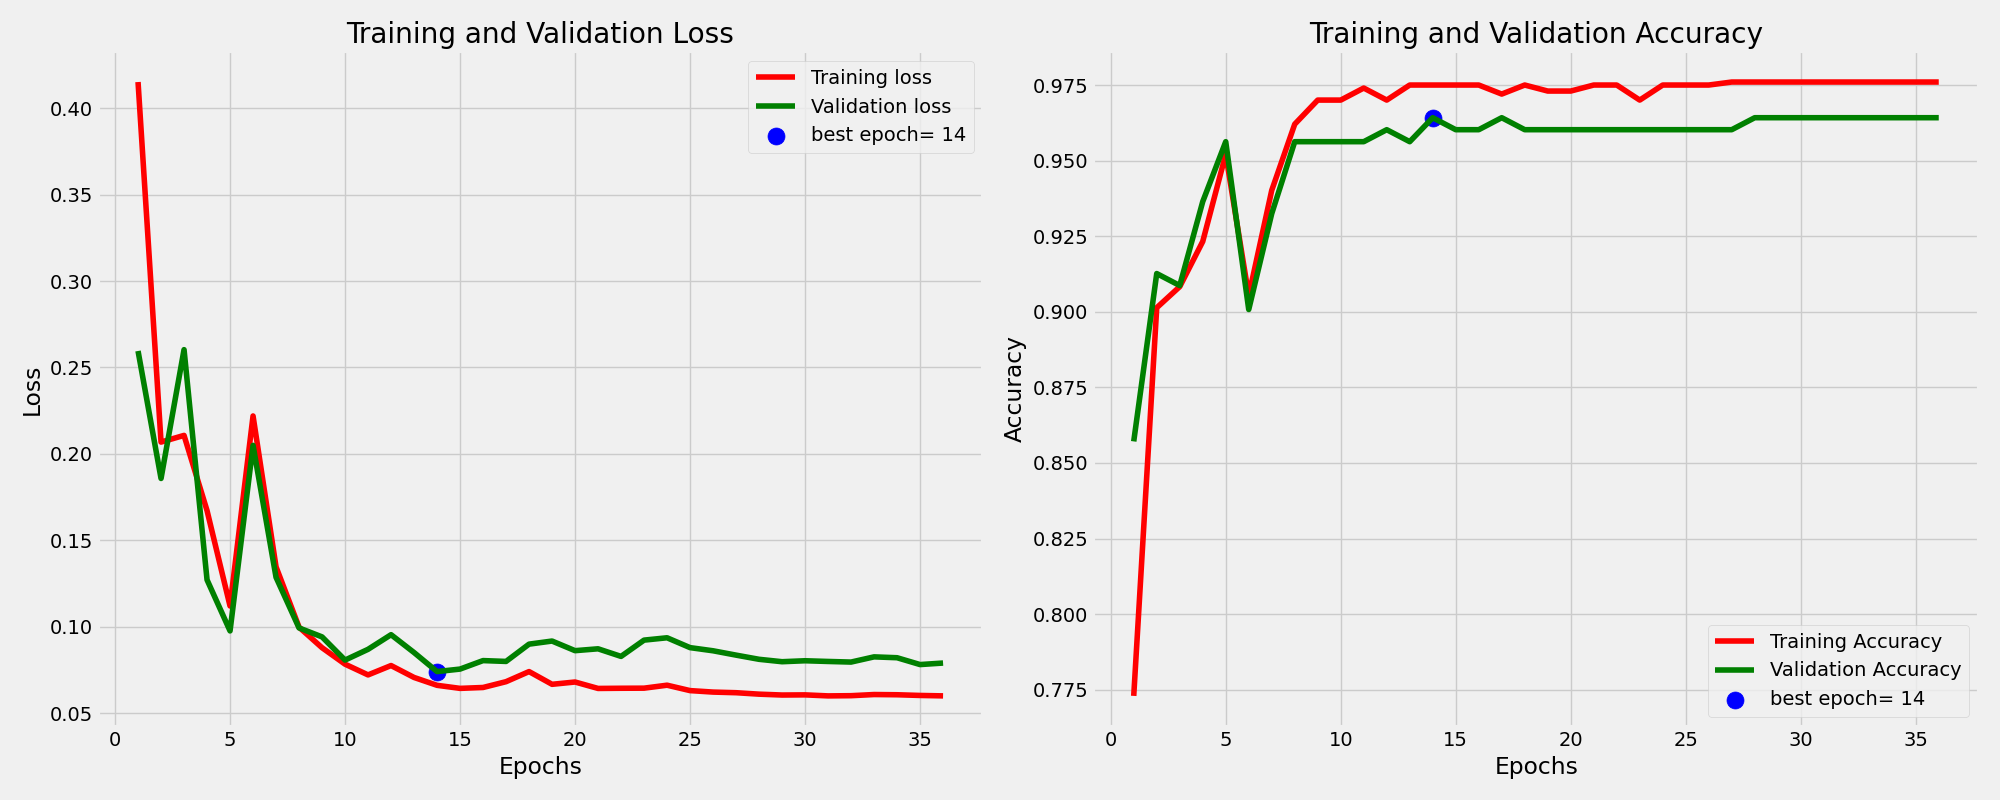 Training and Validation Loss
Training loss
Validation loss
best epoch= 14
0.40
0.35
0.30
0.25
0.20
0.15
0.10
0.05
Loss
0
5
10
15
20
25
30
35
Epochs
Training and Validation Accuracy
0.975
0.950
0.925
0.900
0.875
0.850
0.825
0.800
0.775
Accuracy
Training Accuracy
Validation Accuracy
best epoch= 14
0
5
10
15
20
25
30
35
Epochs